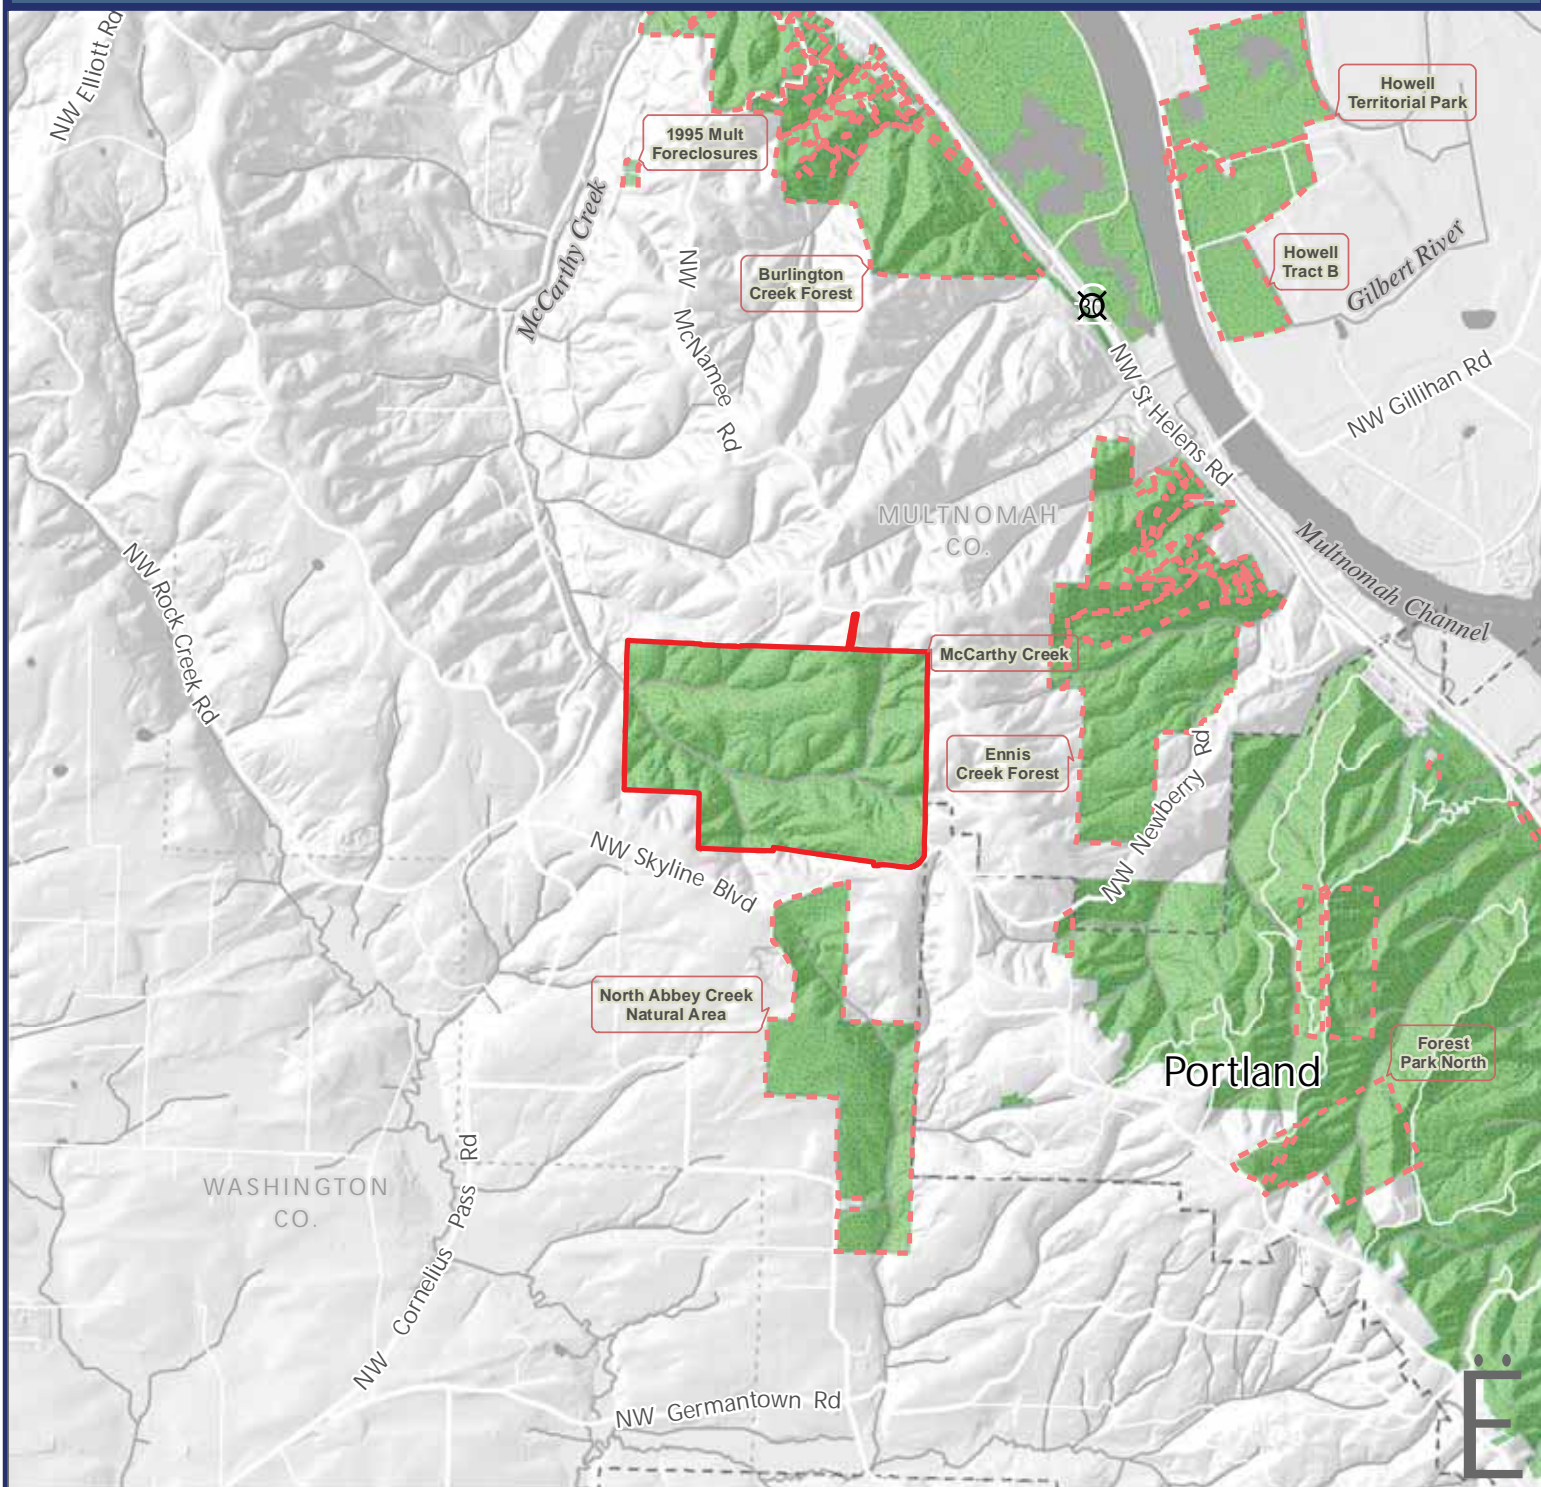 NW Elliott Rd
Howell
Territorial Park
1995 Mult
Foreclosures
McCarthy Creek
Howell
Tract B
Gilbert River
Burlington
Creek Forest
NW McNamee Rd
30
NW St Helens Rd
NW Gillihan Rd
MULTNOMAH
CO.
Multnomah Channel
NW Rock Creek Rd
McCarthy Creek
Ennis
Creek Forest
NW Newberry Rd
NW Skyline Blvd
North Abbey Creek
Natural Area
Forest
Park North
Portland
WASHINGTON
CO.
NW Cornelius Pass Rd
NW Germantown Rd
Ë